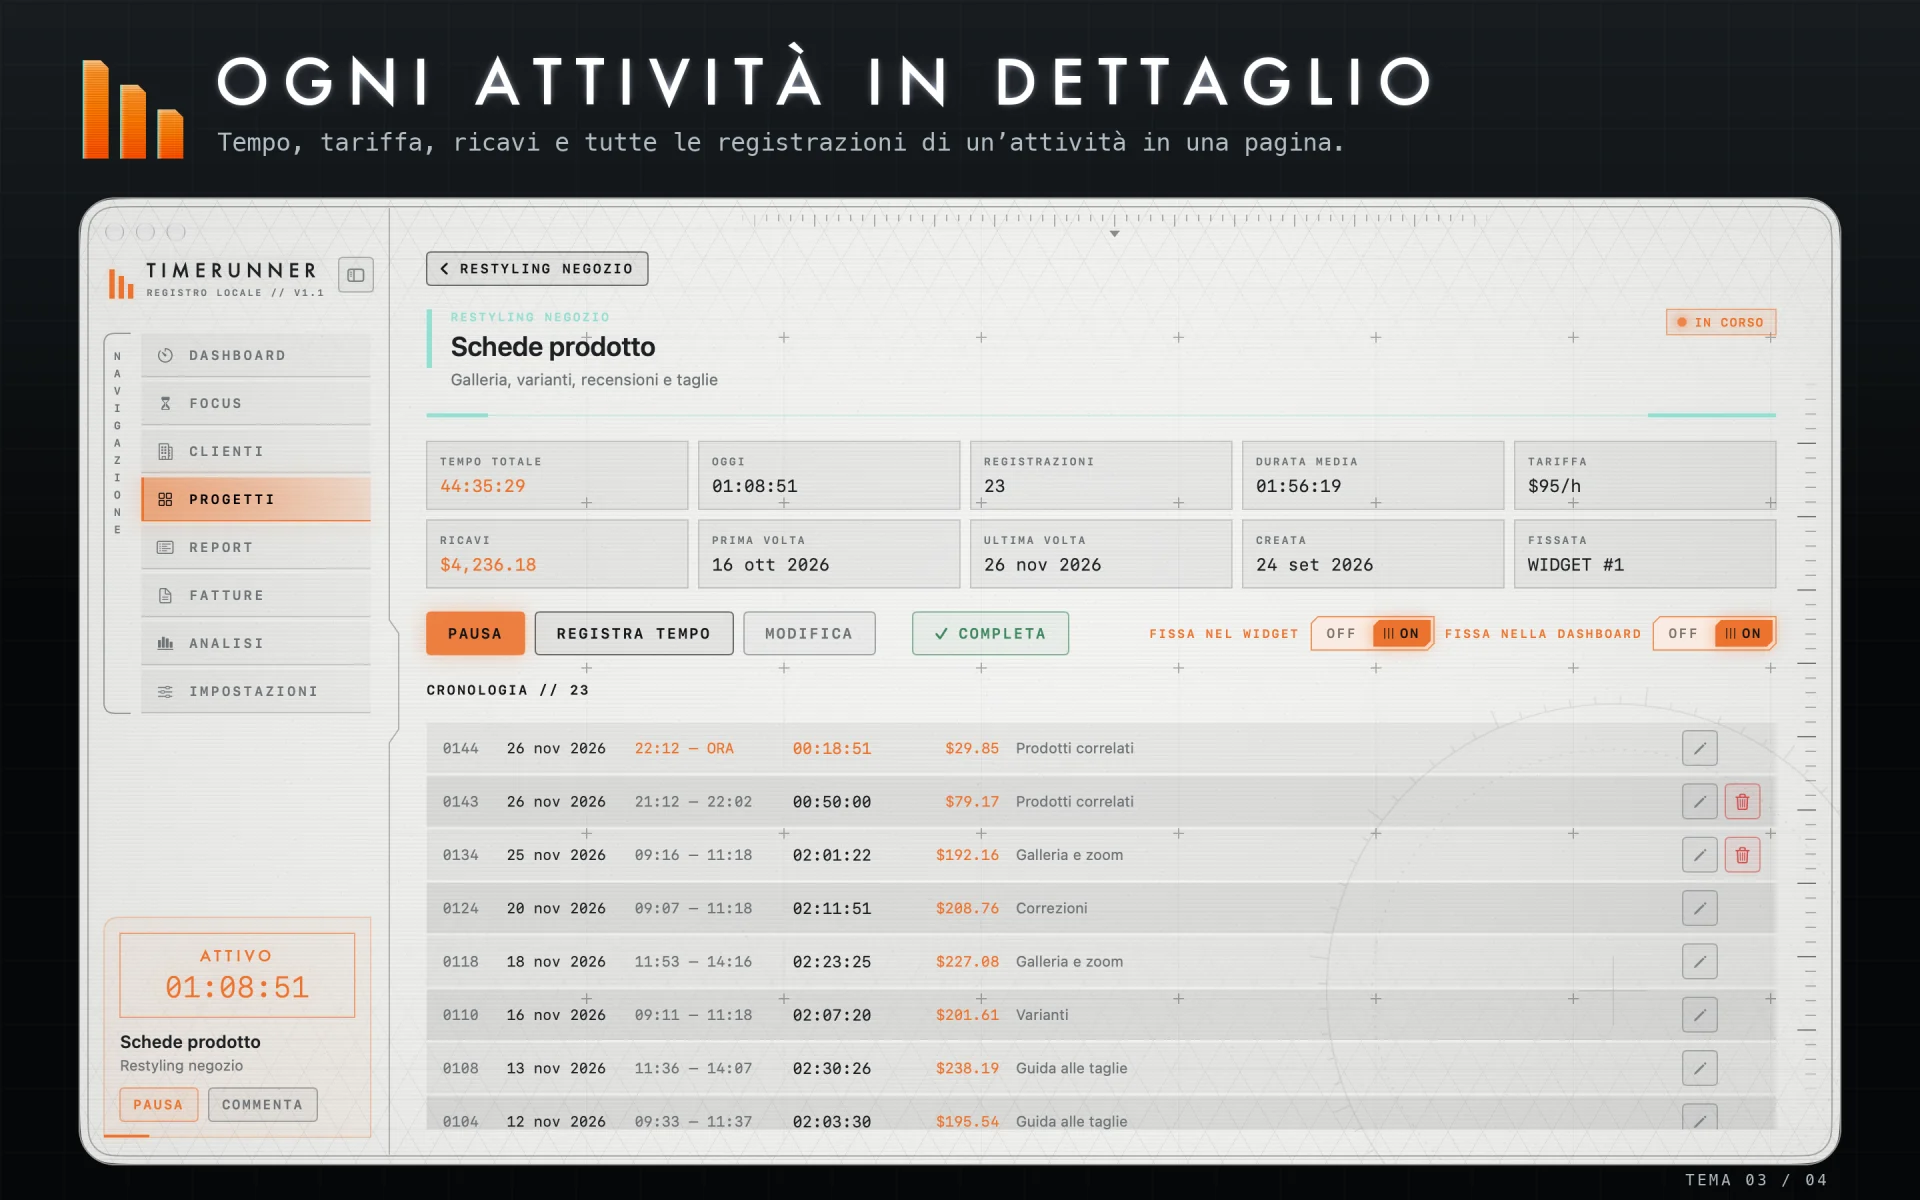 OGNI ATTIVITÀ IN DETTAGLIO
Tempo, tariffa, ricavi e tutte le registrazioni di un’attività in una pagina.
TIMERUNNER
REGISTRO LOCALE // V1.1
NAVIGAZIONE
DASHBOARD
FOCUS
CLIENTI
PROGETTI
REPORT
FATTURE
ANALISI
IMPOSTAZIONI
ATTIVO
01:08:51
Schede prodotto
Restyling negozio
PAUSA COMMENTA
RESTYLING NEGOZIO
RESTYLING NEGOZIO
Schede prodotto
Galleria, varianti, recensioni e taglie
IN CORSO
TEMPO TOTALE OGGI REGISTRAZIONI DURATA MEDIA TARIFFA
44:35:29 01:08:51 23 01:56:19 $95/h
RICAVI PRIMA VOLTA ULTIMA VOLTA CREATA FISSATA
$4,236.18 16 ott 2026 26 nov 2026 24 set 2026 WIDGET #1
PAUSA REGISTRA TEMPO MODIFICA COMPLETA FISSA NEL WIDGET OFF ON FISSA NELLA DASHBOARD OFF ON
CRONOLOGIA // 23
0144 26 nov 2026 22:12 — ORA 00:18:51 $29.85 Prodotti correlati
0143 26 nov 2026 21:12 — 22:02 00:50:00 $79.17 Prodotti correlati
0134 25 nov 2026 09:16 — 11:18 02:01:22 $192.16 Galleria e zoom
0124 20 nov 2026 09:07 — 11:18 02:11:51 $208.76 Correzioni
0118 18 nov 2026 11:53 — 14:16 02:23:25 $227.08 Galleria e zoom
0110 16 nov 2026 09:11 — 11:18 02:07:20 $201.61 Varianti
0108 13 nov 2026 11:36 — 14:07 02:30:26 $238.19 Guida alle taglie
0104 12 nov 2026 09:33 — 11:37 02:03:30 $195.54 Guida alle taglie
TEMA 03 / 04